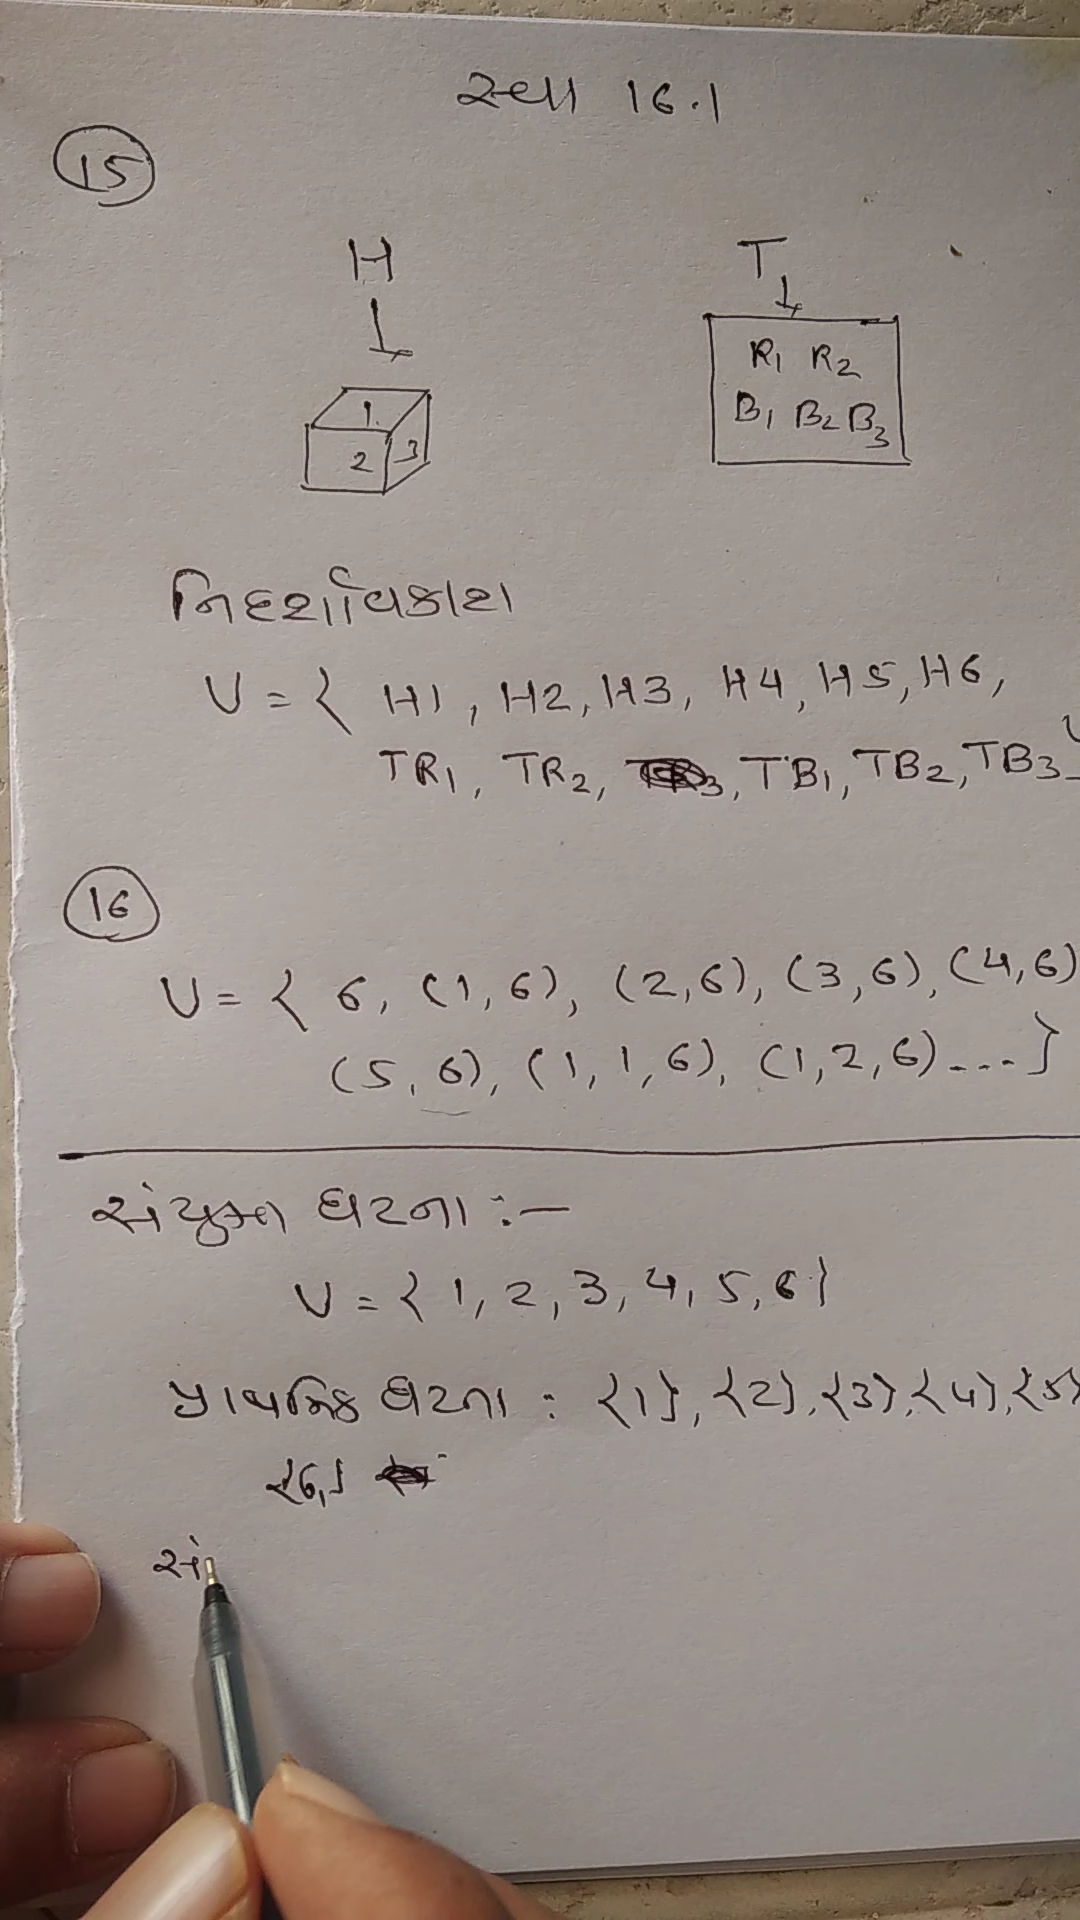 સ્વા 16.1
15
H
T
1
2
3
R1 R2
B1 B2 B3
નિદર્શાવકાશ
U = { H1, H2, H3, H4, H5, H6,
TR1, TR2, TB1, TB2, TB3
16
U = { 6, (1,6), (2,6), (3,6), (4,6)
(5,6), (1,1,6), (1,2,6) ---- }
સંયુક્ત ઘટના :-
U = { 1, 2, 3, 4, 5, 6 }
પ્રાથમિક ઘટના : {1}, {2}, {3}, {4}, {5}
{6}
સં